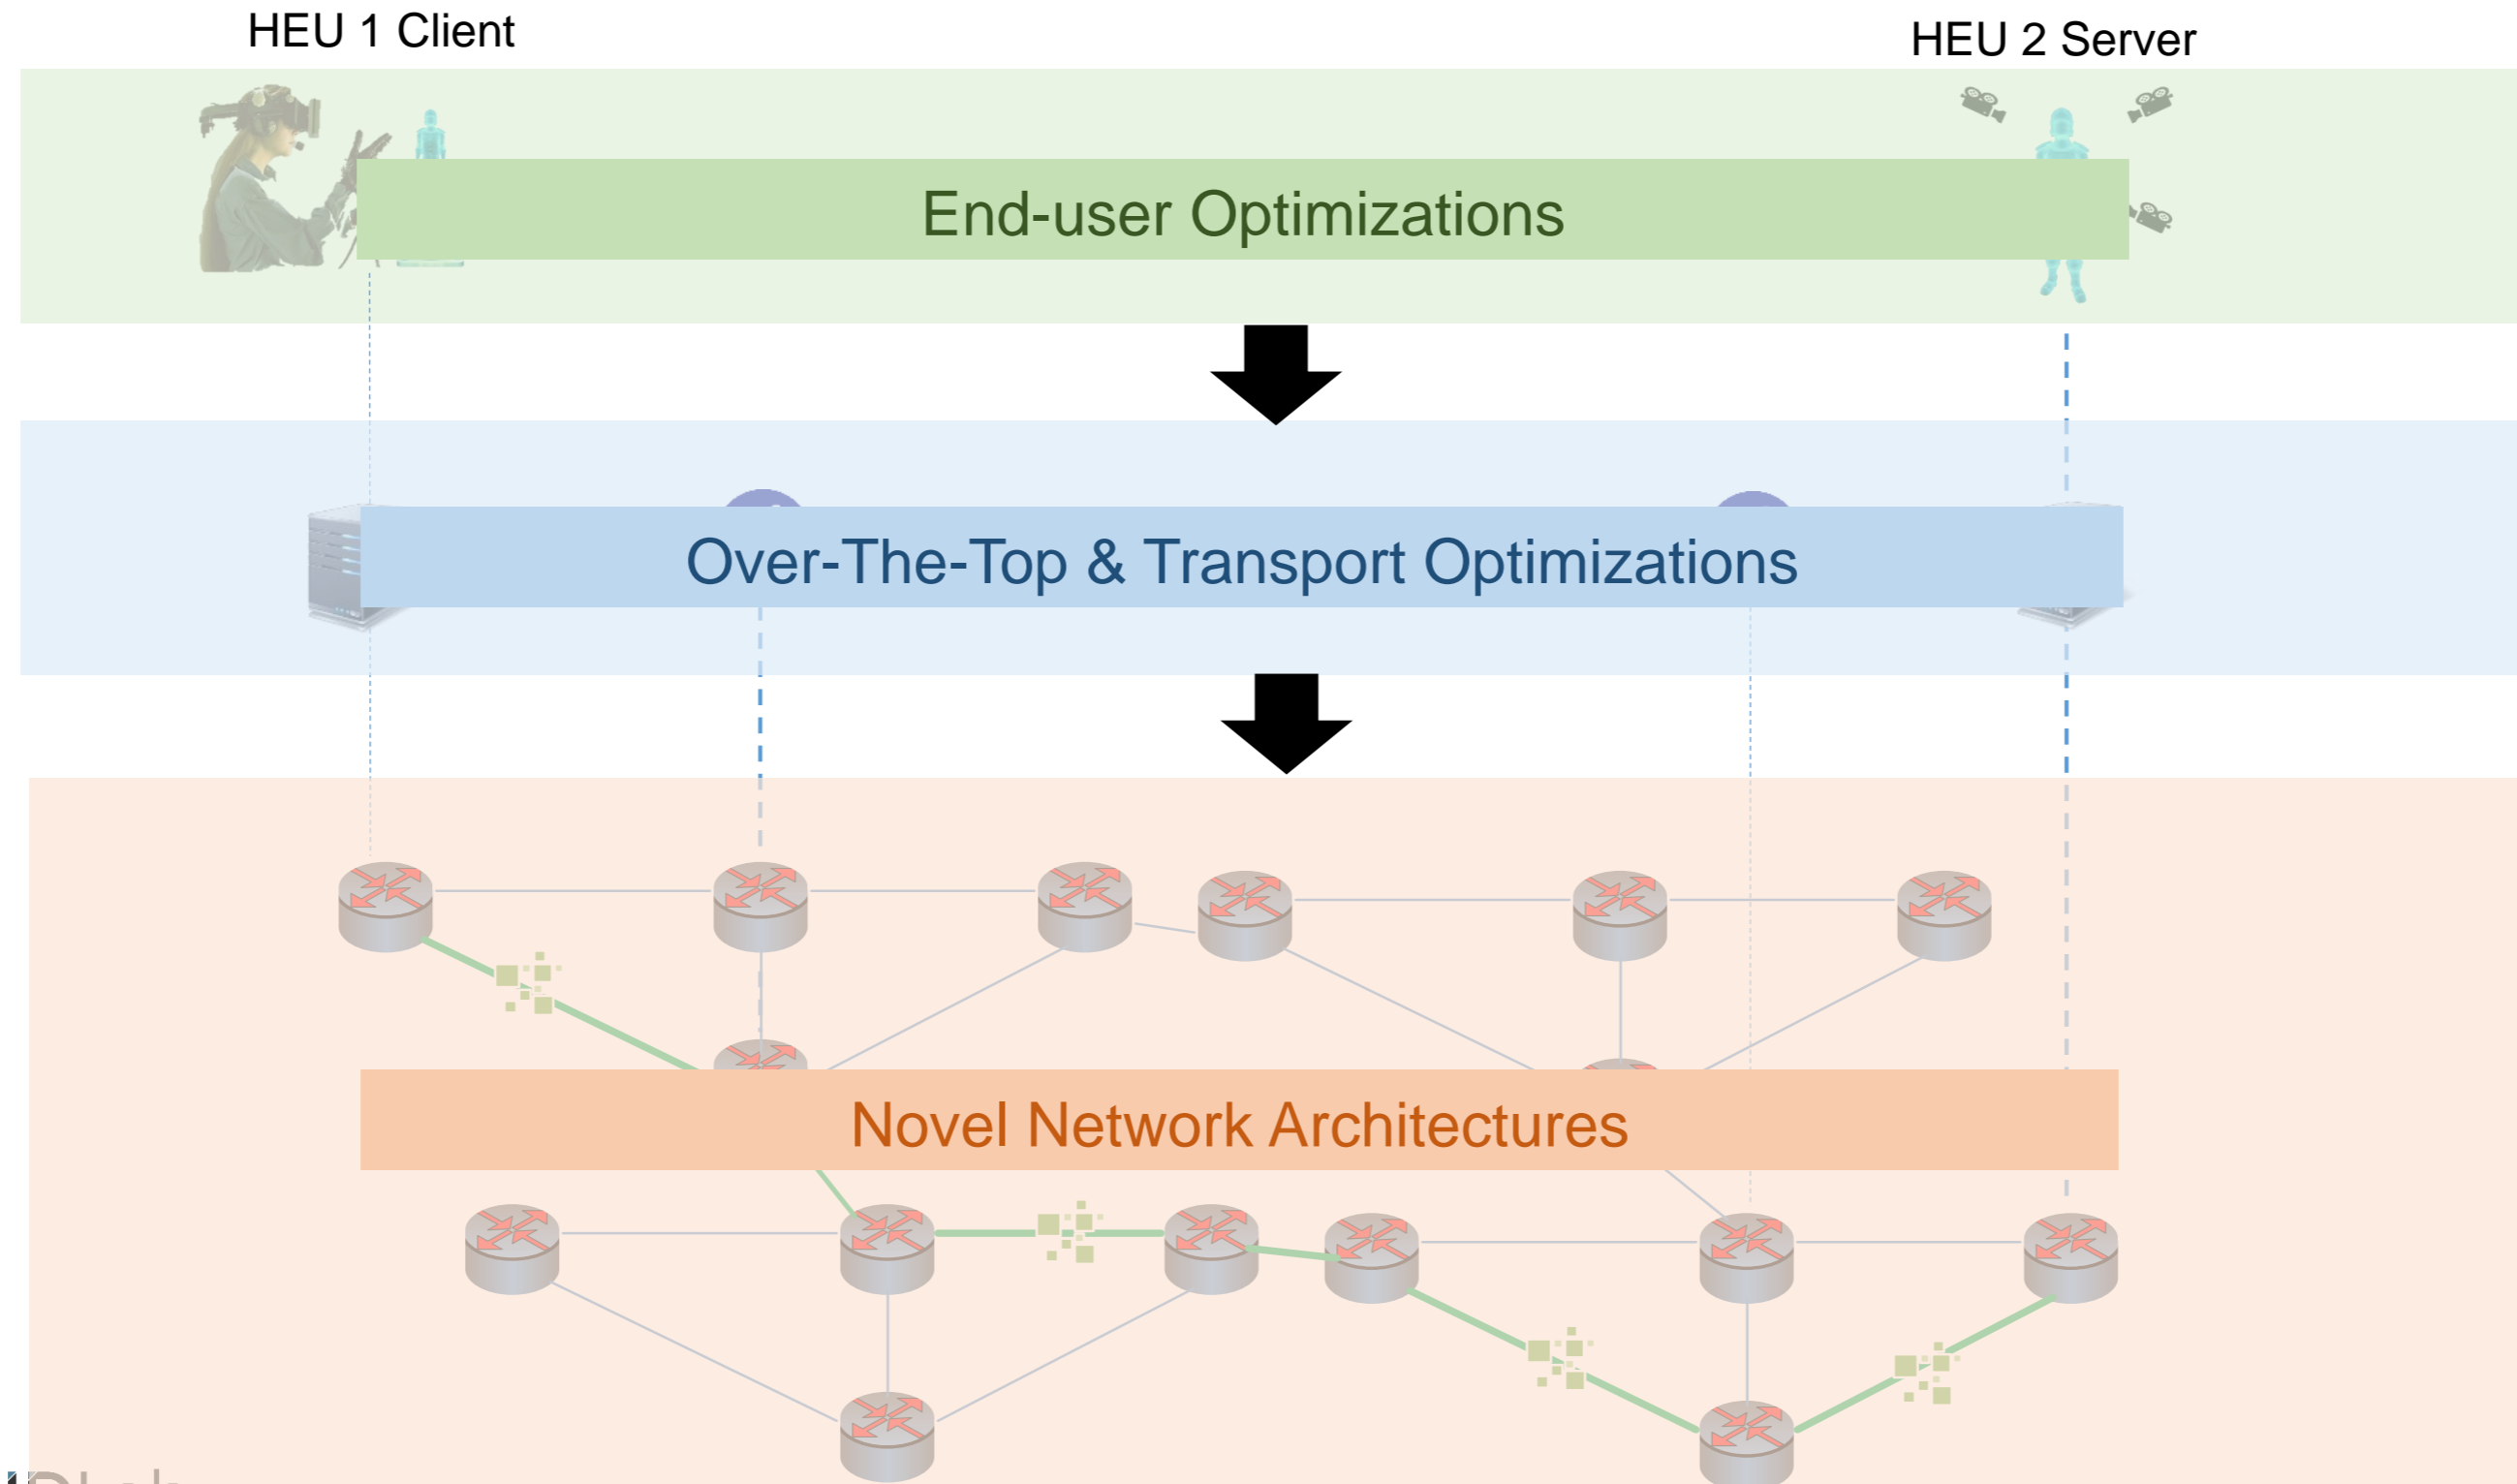 HEU 1 Client
HEU 2 Server
End-user Optimizations
Over-The-Top & Transport Optimizations
Novel Network Architectures